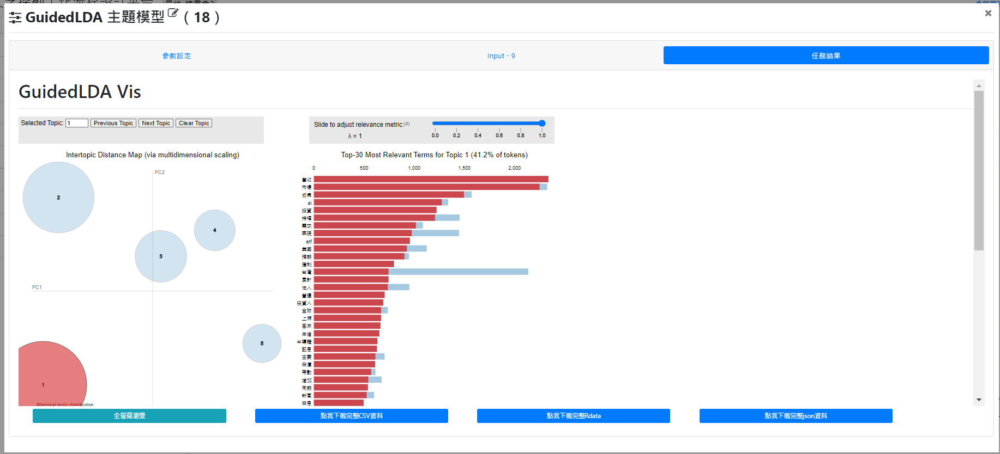 GuidedLDA 主題模型 ( 18 )
參數設定
Input - 9
任務結果
GuidedLDA Vis
Selected Topic: 1 Previous Topic Next Topic Clear Topic
Slide to adjust relevance metric:(2)
λ = 1
0.0 0.2 0.4 0.6 0.8 1.0
Intertopic Distance Map (via multidimensional scaling)
PC2
PC1
2
4
3
5
1
Marginal topic distribution
Top-30 Most Relevant Terms for Topic 1 (41.2% of tokens)
0 500 1,000 1,500 2,000
營收
市場
成長
ai
投資
持續
需求
表現
etf
美國
預期
獲利
台灣
累計
法人
營運
投資人
全球
上漲
客戶
年增
半導體
配息
主要
股價
帶動
增加
同期
新高
股息
全螢幕瀏覽
點我下載完整CSV資料
點我下載完整Rdata
點我下載完整json資料